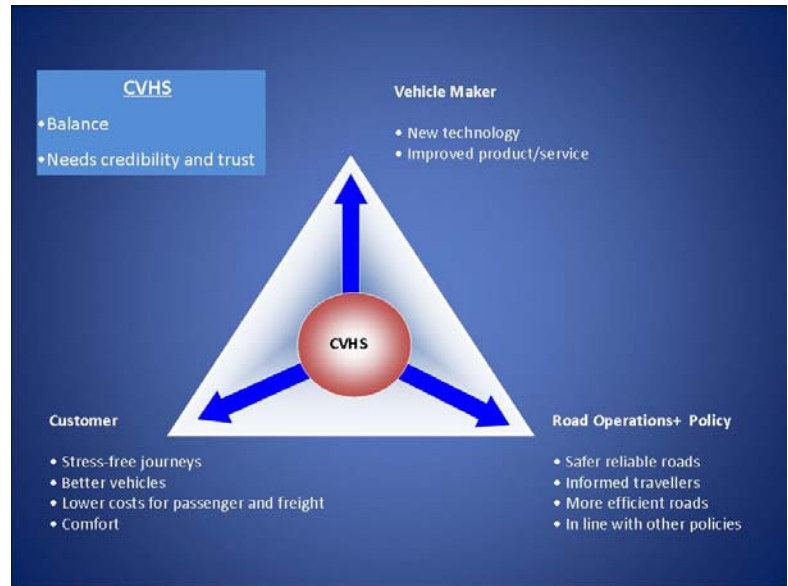 CVHS
•Balance
•Needs credibility and trust
Vehicle Maker
• New technology
• Improved product/service
CVHS
Customer
• Stress-free journeys
• Better vehicles
• Lower costs for passenger and freight
• Comfort
Road Operations+ Policy
• Safer reliable roads
• Informed travellers
• More efficient roads
• In line with other policies